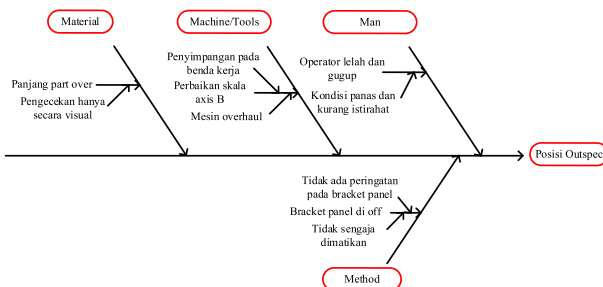 Material
Machine/Tools
Man
Panjang part over
Pengecekan hanya
secara visual
Penyimpangan pada
benda kerja
Perbaikan skala
axis B
Mesin overhaul
Operator lelah dan
gugup
Kondisi panas dan
kurang istirahat
Posisi Outspec
Tidak ada peringatan
pada bracket panel
Bracket panel di off
Tidak sengaja
dimatikan
Method